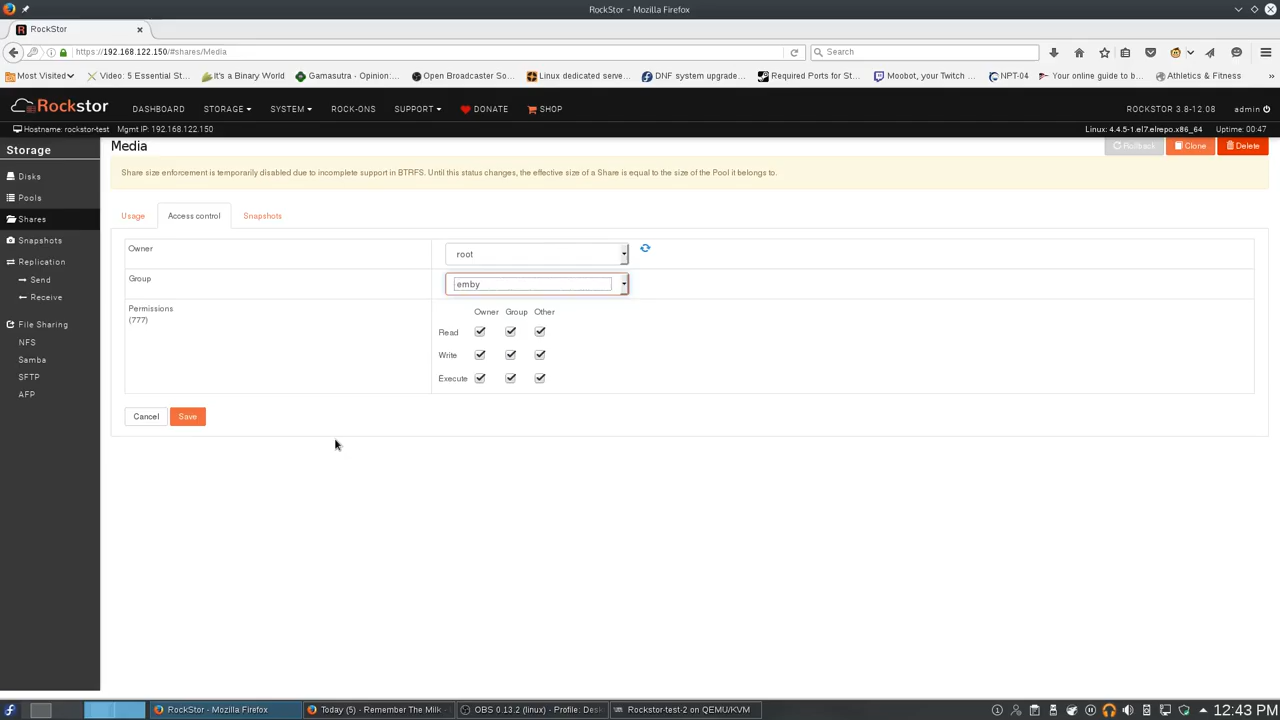 RockStor - Mozilla Firefox
RockStor
https://192.168.122.150/#shares/Media
Search
Most Visited
Video: 5 Essential St...
It's a Binary World
Gamasutra - Opinion:...
Open Broadcaster So...
Linux dedicated serve...
DNF system upgrade...
Required Ports for St...
Moobot, your Twitch ...
NPT-04
Your online guide to b...
Athletics & Fitness
»
Rockstor
DASHBOARD
STORAGE
SYSTEM
ROCK-ONS
SUPPORT
DONATE
SHOP
ROCKSTOR 3.8-12.08
admin
Hostname: rockstor-test
Mgmt IP: 192.168.122.150
Linux: 4.4.5-1.el7.elrepo.x86_64
Uptime: 00:47
Storage
Disks
Pools
Shares
Snapshots
Replication
Send
Receive
File Sharing
NFS
Samba
SFTP
AFP
Media
Rollback
Clone
Delete
Share size enforcement is temporarily disabled due to incomplete support in BTRFS. Until this status changes, the effective size of a Share is equal to the size of the Pool it belongs to.
Usage
Access control
Snapshots
Owner
root
Group
emby
Permissions
(777)
Owner Group Other
Read
Write
Execute
Cancel
Save
RockStor - Mozilla Firefox
Today (5) - Remember The Milk -
OBS 0.13.2 (linux) - Profile: Desk
Rockstor-test-2 on QEMU/KVM
12:43 PM